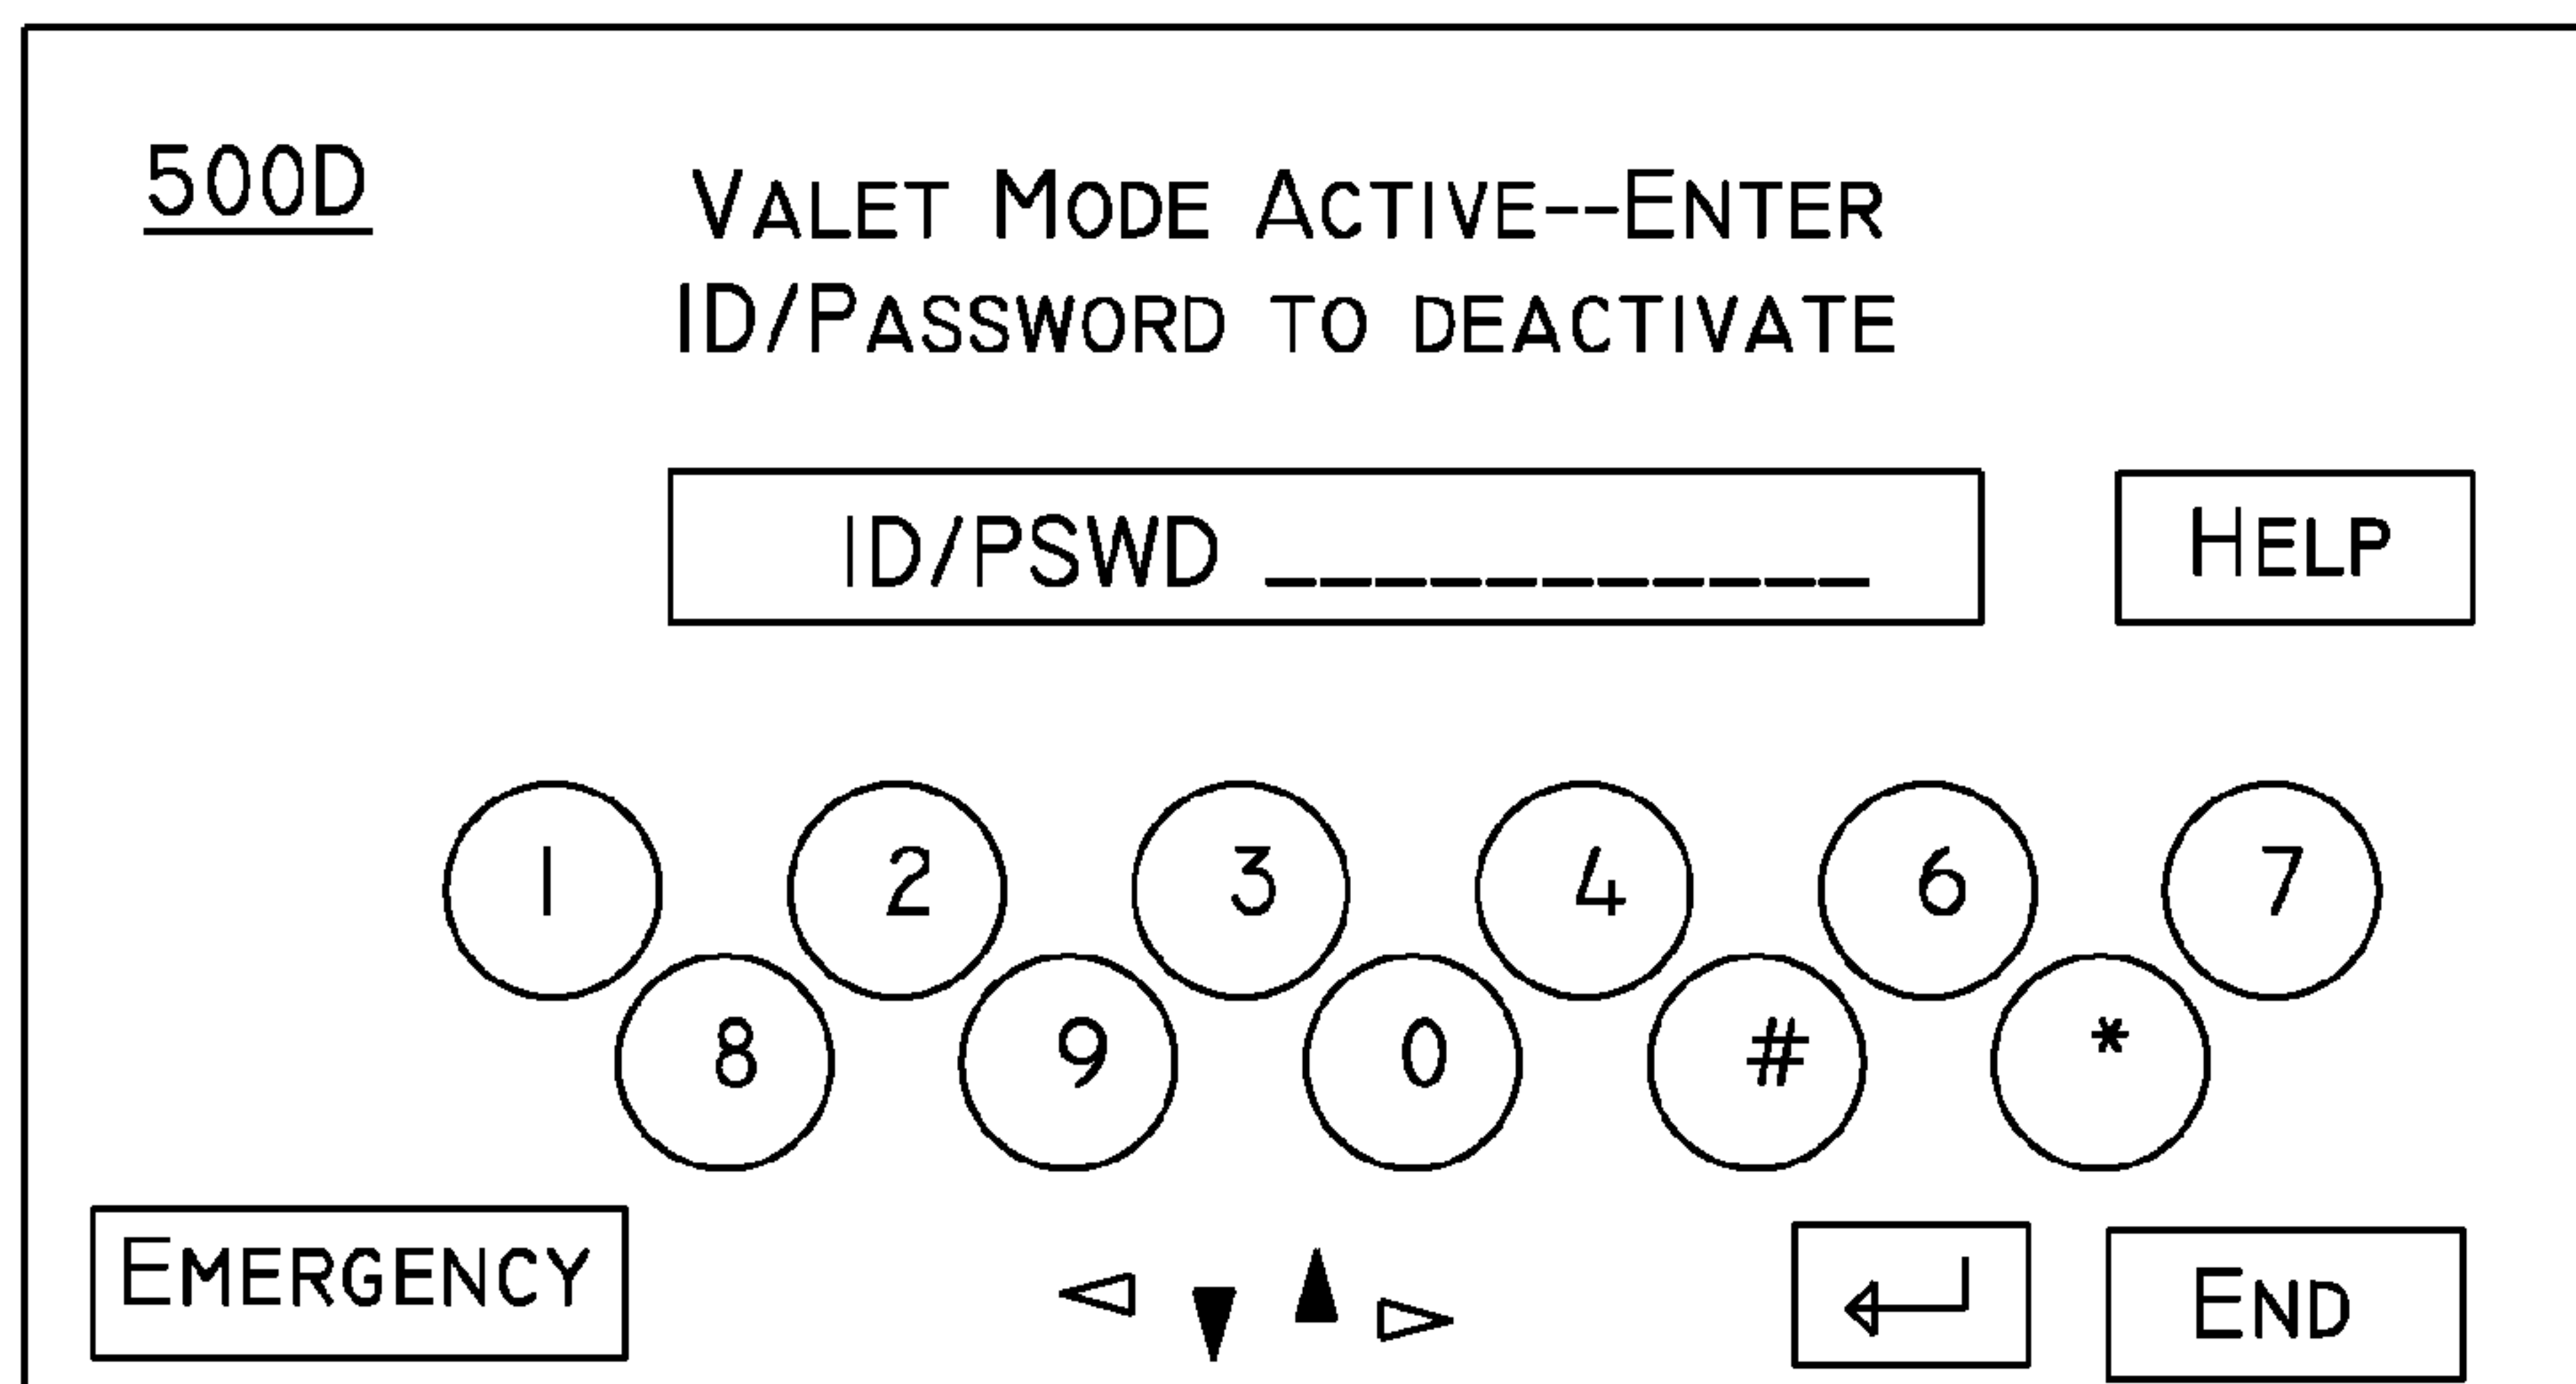 500D
VALET MODE ACTIVE--ENTER
ID/PASSWORD TO DEACTIVATE
ID/PSWD ___________
HELP
1 2 3 4 6 7
8 9 0 # *
EMERGENCY
END